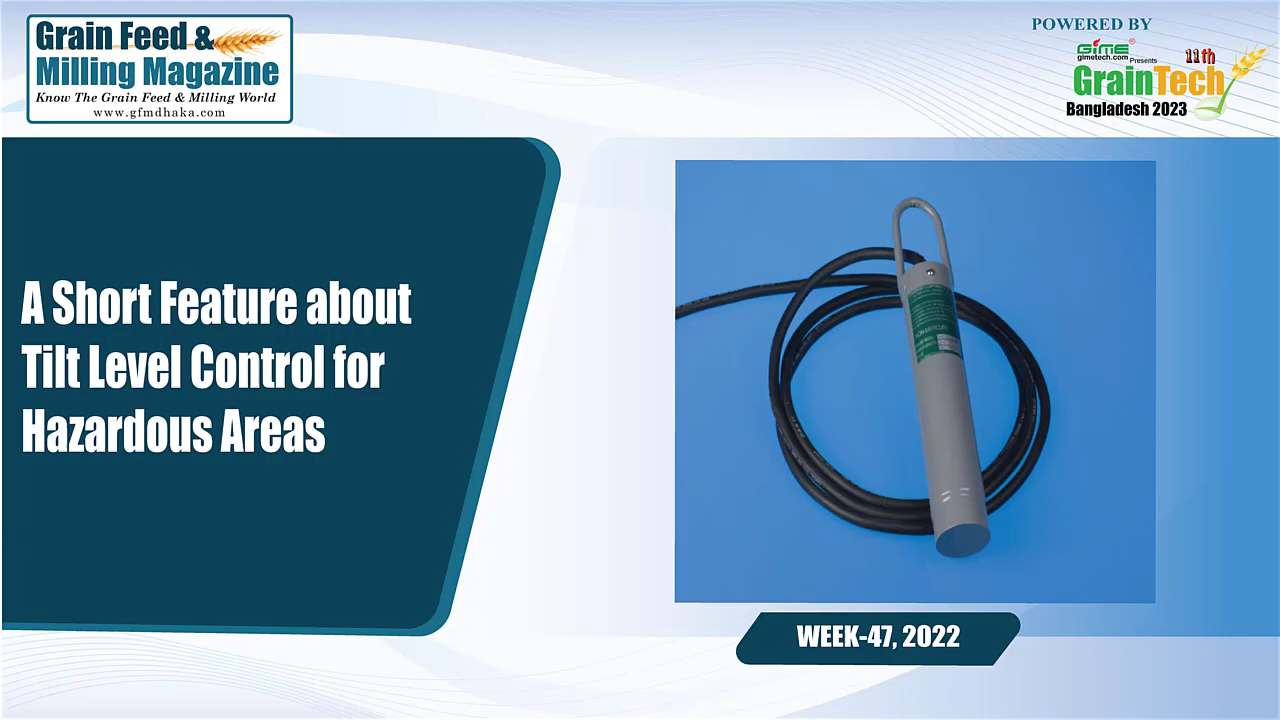 Grain Feed &
Milling Magazine
Know The Grain Feed & Milling World
www.gfmdhaka.com
POWERED BY
GIME
gimetech.com Presents
11th
GrainTech
Bangladesh 2023
A Short Feature about
Tilt Level Control for
Hazardous Areas
WEEK-47, 2022